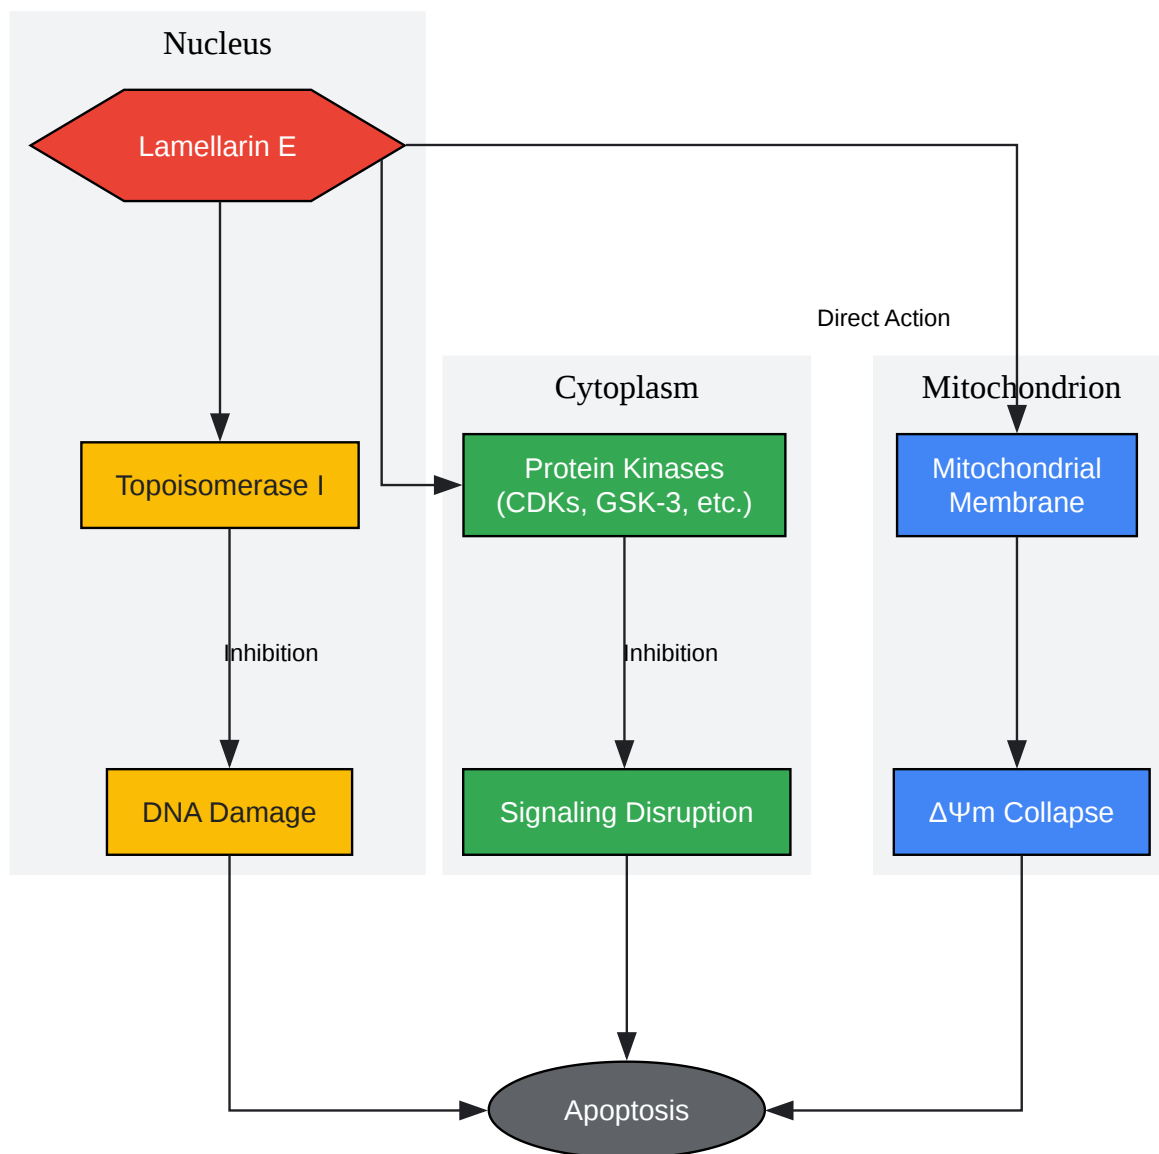 Nucleus
Lamellarin E
Direct Action
Cytoplasm
Mitochondrion
Topoisomerase I
Protein Kinases
(CDKs, GSK-3, etc.)
Mitochondrial
Membrane
Inhibition
Inhibition
DNA Damage
Signaling Disruption
ΔΨm Collapse
Apoptosis